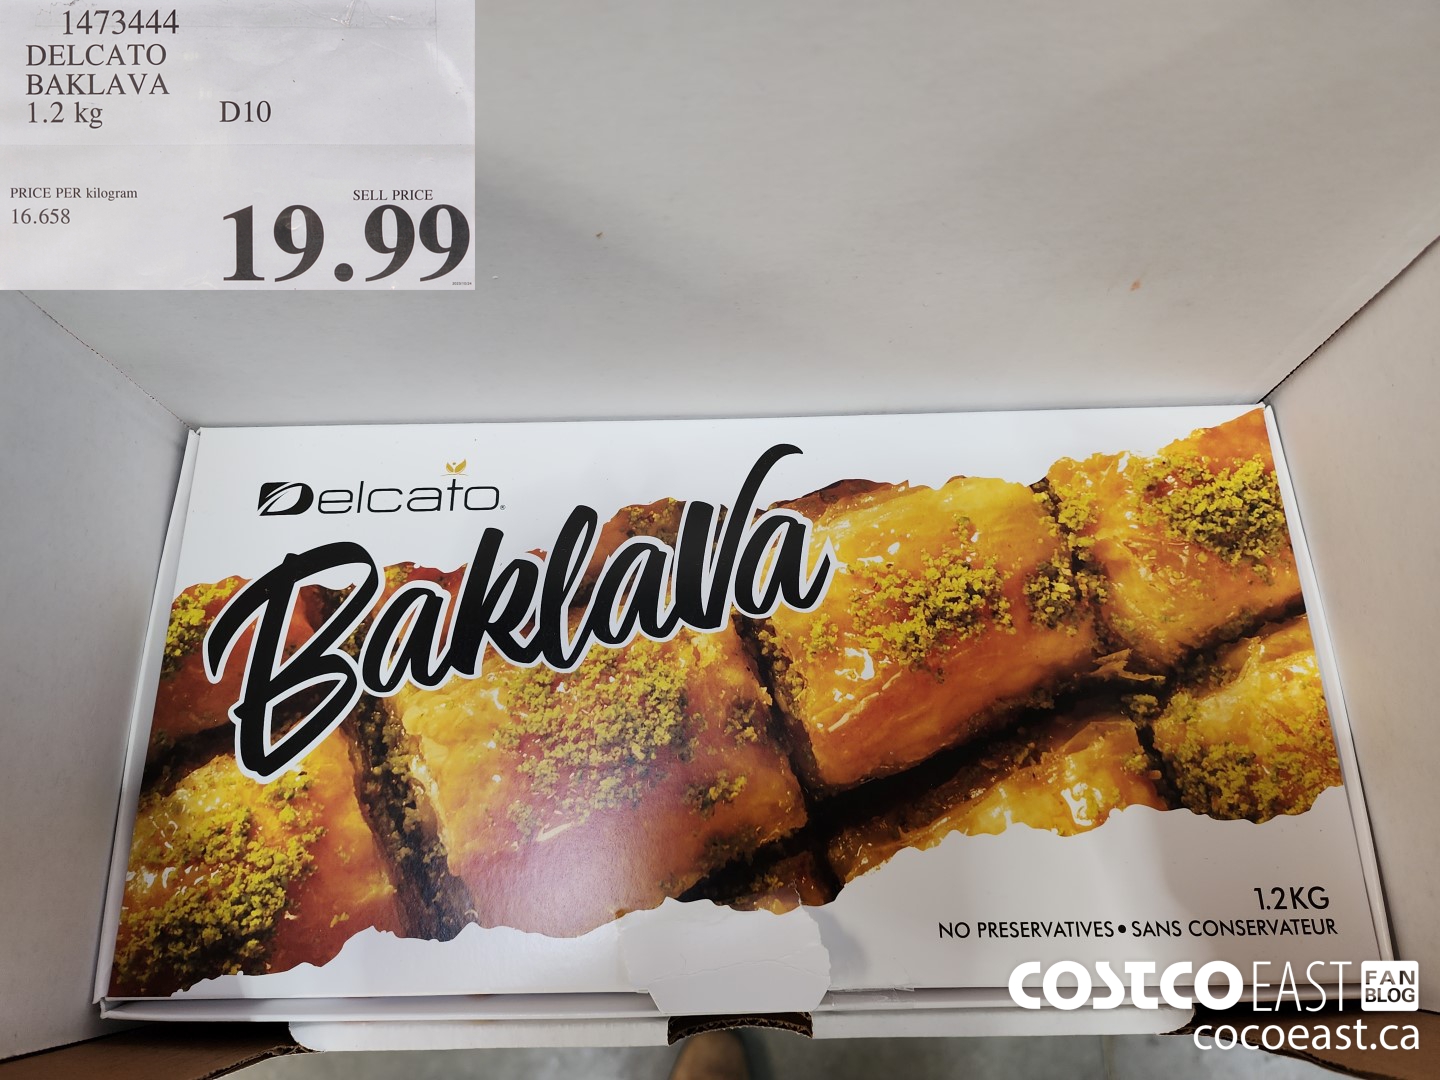 1473444
DELCATO
BAKLAVA
1.2 kg D10
PRICE PER kilogram
16.658
SELL PRICE
19.99
Delcato
Baklava
1.2KG
NO PRESERVATIVES • SANS CONSERVATEUR
COSTCO EAST FAN BLOG
cocoeast.ca